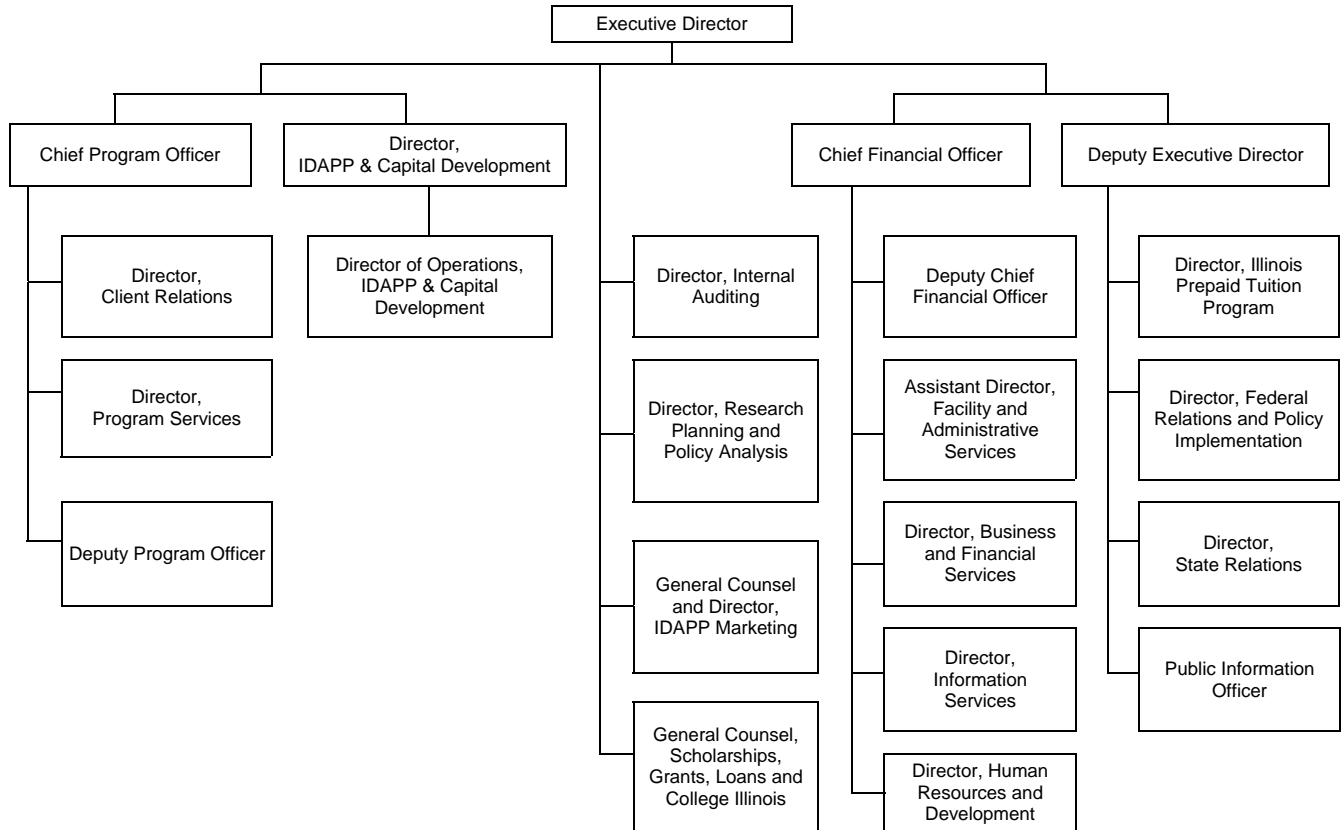 Executive Director
Chief Program Officer
Director,
IDAPP & Capital Development
Chief Financial Officer
Deputy Executive Director
Director,
Client Relations
Director of Operations,
IDAPP & Capital
Development
Director, Internal
Auditing
Deputy Chief
Financial Officer
Director, Illinois
Prepaid Tuition
Program
Director,
Program Services
Director, Research
Planning and
Policy Analysis
Assistant Director,
Facility and
Administrative
Services
Director, Federal
Relations and Policy
Implementation
Deputy Program Officer
General Counsel
and Director,
IDAPP Marketing
Director, Business
and Financial
Services
Director,
State Relations
General Counsel,
Scholarships,
Grants, Loans and
College Illinois
Director,
Information
Services
Public Information
Officer
Director, Human
Resources and
Development